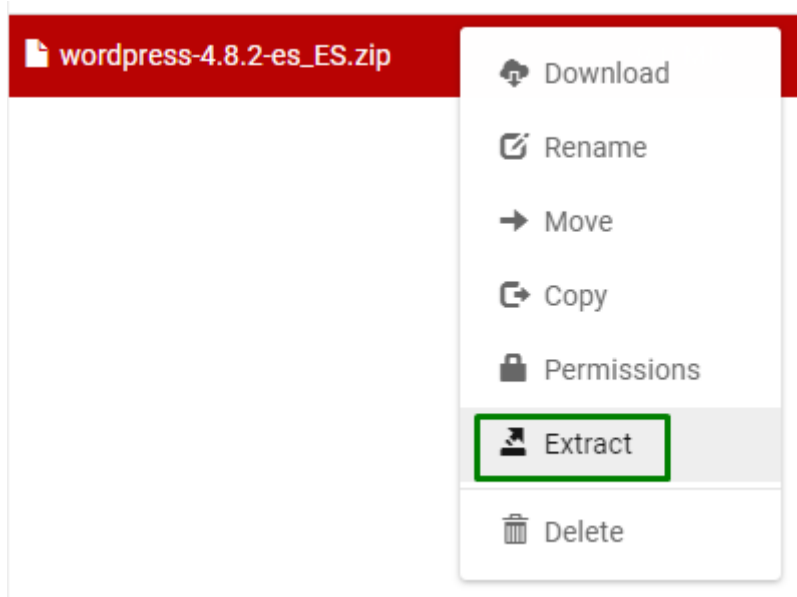 wordpress-4.8.2-es_ES.zip
Download
Rename
Move
Copy
Permissions
Extract
Delete